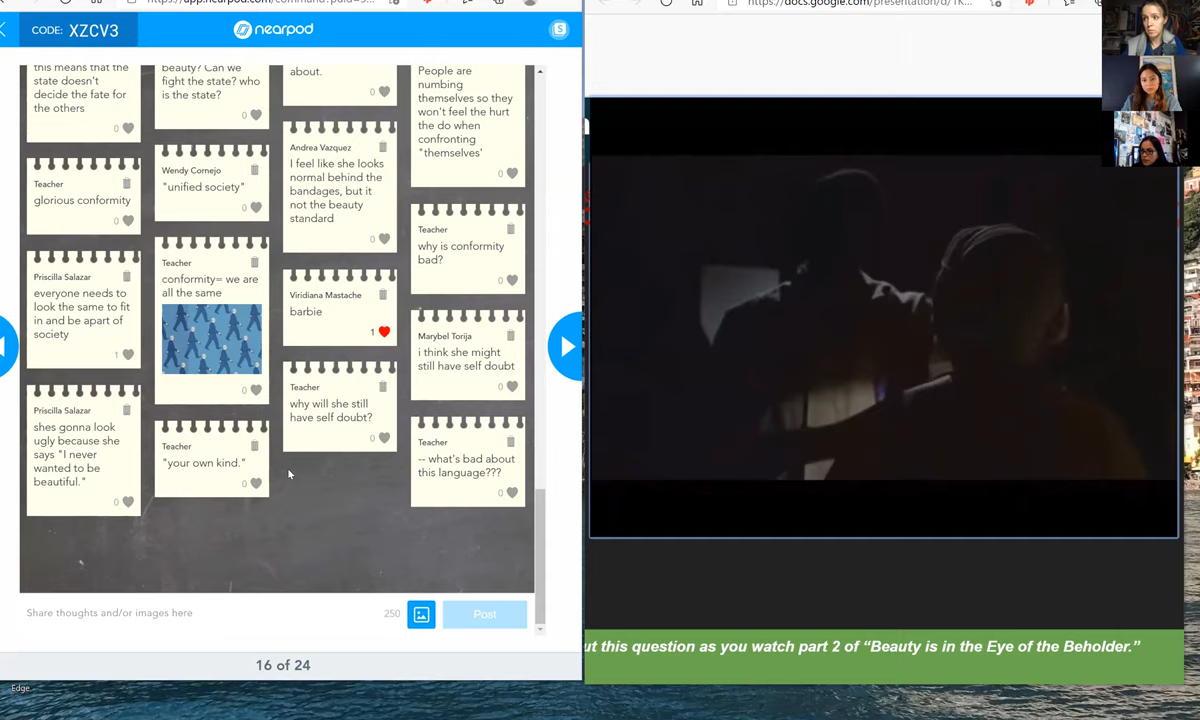 CODE: XZCV3
nearpod
S
this means that the
state doesn't
decide the fate for
the others
0
Teacher
glorious conformity
0
Priscilla Salazar
everyone needs to
look the same to fit
in and be apart of
society
1
Priscilla Salazar
shes gonna look
ugly because she
says "I never
wanted to be
beautiful."
0
beauty? Can we
fight the state? who
is the state?
0
Wendy Cornejo
"unified society"
0
Teacher
conformity= we are
all the same
0
Teacher
"your own kind."
0
about.
0
Andrea Vazquez
I feel like she looks
normal behind the
bandages, but it
not the beauty
standard
0
Viridiana Mastache
barbie
1
Teacher
why will she still
have self doubt?
0
People are
numbing
themselves so they
won't feel the hurt
the do when
confronting
"themselves'
0
Teacher
why is conformity
bad?
0
Marybel Torija
i think she might
still have self doubt
0
Teacher
-- what's bad about
this language???
0
Share thoughts and/or images here
250
Post
16 of 24
Edge
https://docs.google.com/presentation/d/1K...
ut this question as you watch part 2 of “Beauty is in the Eye of the Beholder.”